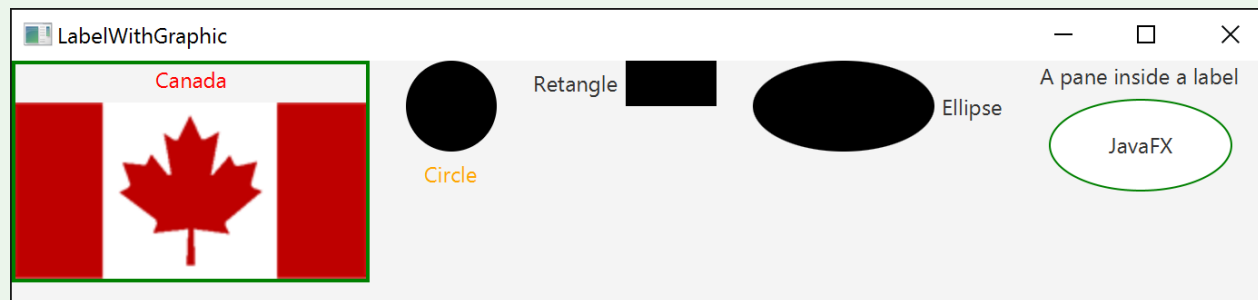 LabelWithGraphic
Canada
Circle
Retangle
Ellipse
A pane inside a label
JavaFX